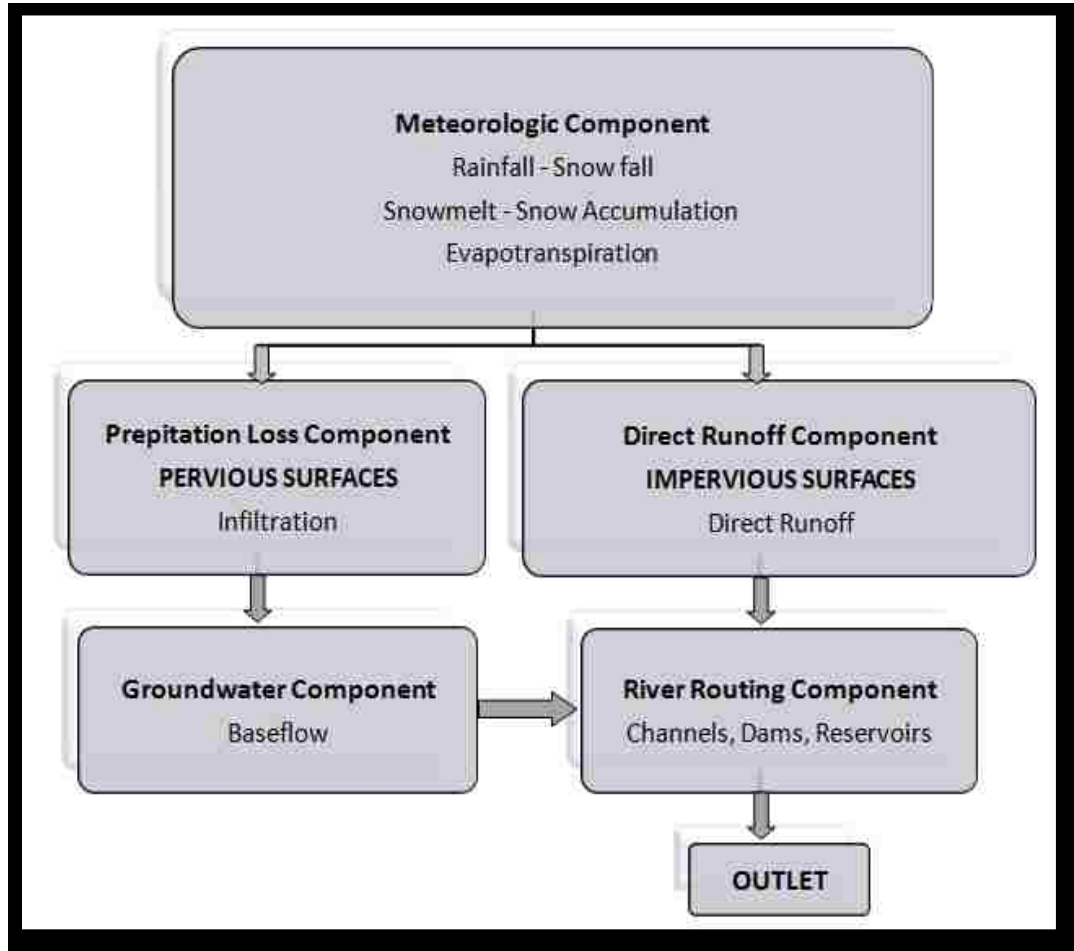 Meteorologic Component
Rainfall - Snow fall
Snowmelt - Snow Accumulation
Evapotranspiration
Prepitation Loss Component
PERVIOUS SURFACES
Infiltration
Direct Runoff Component
IMPERVIOUS SURFACES
Direct Runoff
Groundwater Component
Baseflow
River Routing Component
Channels, Dams, Reservoirs
OUTLET